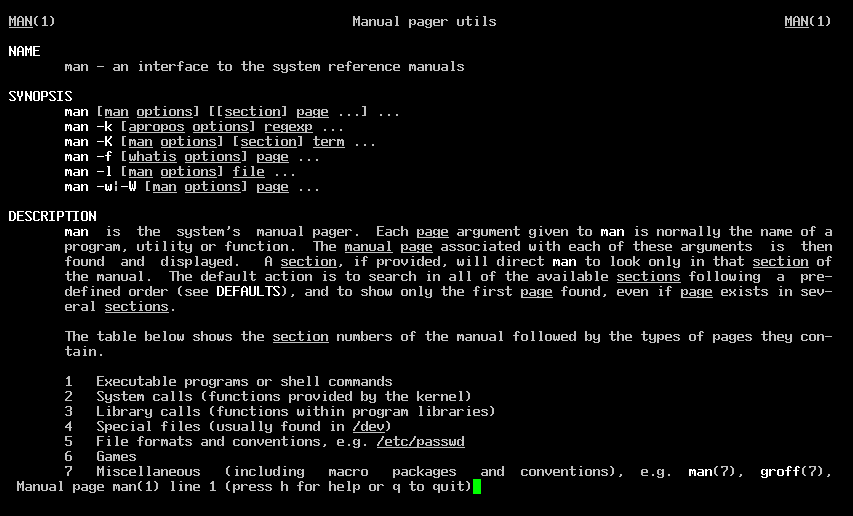 MAN(1) Manual pager utils MAN(1)
NAME
man - an interface to the system reference manuals
SYNOPSIS
man [man options] [[section] page ...] ...
man -k [apropos options] regexp ...
man -K [man options] [section] term ...
man -f [whatis options] page ...
man -l [man options] file ...
man -w|-W [man options] page ...
DESCRIPTION
man is the system's manual pager. Each page argument given to man is normally the name of a
program, utility or function. The manual page associated with each of these arguments is then
found and displayed. A section, if provided, will direct man to look only in that section of
the manual. The default action is to search in all of the available sections following a pre-
defined order (see DEFAULTS), and to show only the first page found, even if page exists in sev-
eral sections.
The table below shows the section numbers of the manual followed by the types of pages they con-
tain.
1 Executable programs or shell commands
2 System calls (functions provided by the kernel)
3 Library calls (functions within program libraries)
4 Special files (usually found in /dev)
5 File formats and conventions, e.g. /etc/passwd
6 Games
7 Miscellaneous (including macro packages and conventions), e.g. man(7), groff(7),
Manual page man(1) line 1 (press h for help or q to quit)